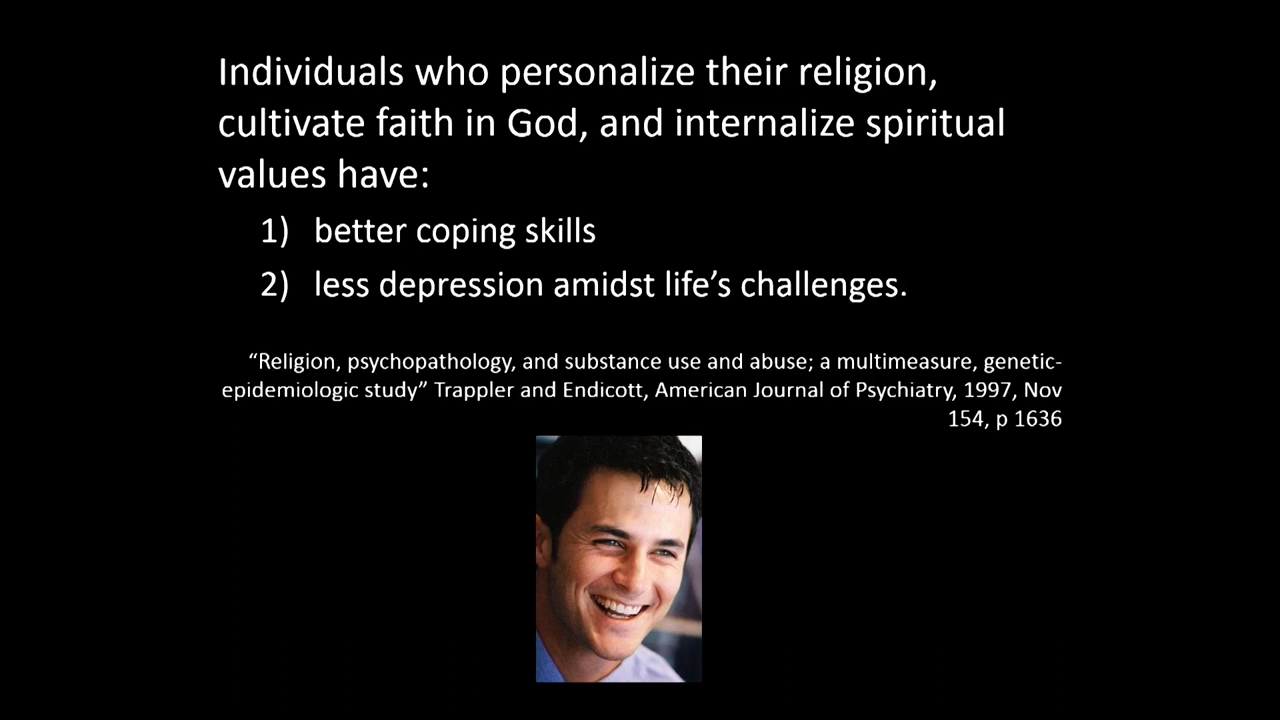 Individuals who personalize their religion,
cultivate faith in God, and internalize spiritual
values have:
1) better coping skills
2) less depression amidst life’s challenges.
“Religion, psychopathology, and substance use and abuse; a multimeasure, genetic-
epidemiologic study” Trappler and Endicott, American Journal of Psychiatry, 1997, Nov
154, p 1636